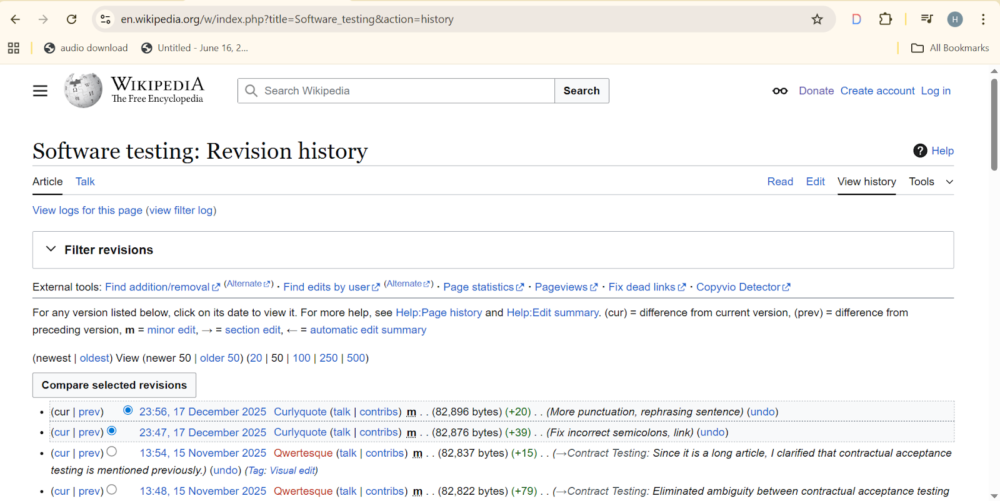 en.wikipedia.org/w/index.php?title=Software_testing&action=history
D
H
audio download
Untitled - June 16, 2...
All Bookmarks
WIKIPEDIA
The Free Encyclopedia
Search Wikipedia
Search
Donate Create account Log in
Software testing: Revision history
? Help
Article Talk
Read Edit View history Tools
View logs for this page (view filter log)
Filter revisions
External tools: Find addition/removal (Alternate) · Find edits by user (Alternate) · Page statistics · Pageviews · Fix dead links · Copyvio Detector
For any version listed below, click on its date to view it. For more help, see Help:Page history and Help:Edit summary. (cur) = difference from current version, (prev) = difference from
preceding version, m = minor edit, → = section edit, ← = automatic edit summary
(newest | oldest) View (newer 50 | older 50) (20 | 50 | 100 | 250 | 500)
Compare selected revisions
• (cur | prev) 23:56, 17 December 2025 Curlyquote (talk | contribs) m . . (82,896 bytes) (+20) . . (More punctuation, rephrasing sentence) (undo)
• (cur | prev) 23:47, 17 December 2025 Curlyquote (talk | contribs) m . . (82,876 bytes) (+39) . . (Fix incorrect semicolons, link) (undo)
• (cur | prev) 13:54, 15 November 2025 Qwertesque (talk | contribs) m . . (82,837 bytes) (+15) . . (→Contract Testing: Since it is a long article, I clarified that contractual acceptance
testing is mentioned previously.) (undo) (Tag: Visual edit)
• (cur | prev) 13:48, 15 November 2025 Qwertesque (talk | contribs) m . . (82,822 bytes) (+79) . . (→Contract Testing: Eliminated ambiguity between contractual acceptance testing